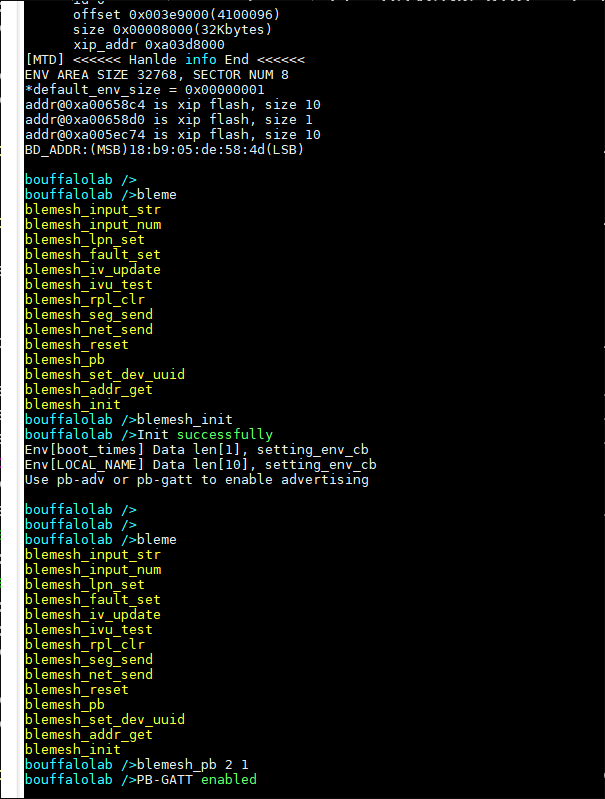 offset 0x003e9000(4100096)
size 0x00008000(32Kbytes)
xip_addr 0xa03d8000
[MTD] <<<<<< Hanlde info End <<<<<<
ENV AREA SIZE 32768, SECTOR NUM 8
*default_env_size = 0x00000001
addr@0xa00658c4 is xip flash, size 10
addr@0xa00658d0 is xip flash, size 1
addr@0xa005ec74 is xip flash, size 10
BD_ADDR:(MSB)18:b9:05:de:58:4d(LSB)
bouffalolab />
bouffalolab />bleme
blemesh_input_str
blemesh_input_num
blemesh_lpn_set
blemesh_fault_set
blemesh_iv_update
blemesh_ivu_test
blemesh_rpl_clr
blemesh_seg_send
blemesh_net_send
blemesh_reset
blemesh_pb
blemesh_set_dev_uuid
blemesh_addr_get
blemesh_init
bouffalolab />blemesh_init
bouffalolab />Init successfully
Env[boot_times] Data len[1], setting_env_cb
Env[LOCAL_NAME] Data len[10], setting_env_cb
Use pb-adv or pb-gatt to enable advertising
bouffalolab />
bouffalolab />
bouffalolab />bleme
blemesh_input_str
blemesh_input_num
blemesh_lpn_set
blemesh_fault_set
blemesh_iv_update
blemesh_ivu_test
blemesh_rpl_clr
blemesh_seg_send
blemesh_net_send
blemesh_reset
blemesh_pb
blemesh_set_dev_uuid
blemesh_addr_get
blemesh_init
bouffalolab />blemesh_pb 2 1
bouffalolab />PB-GATT enabled